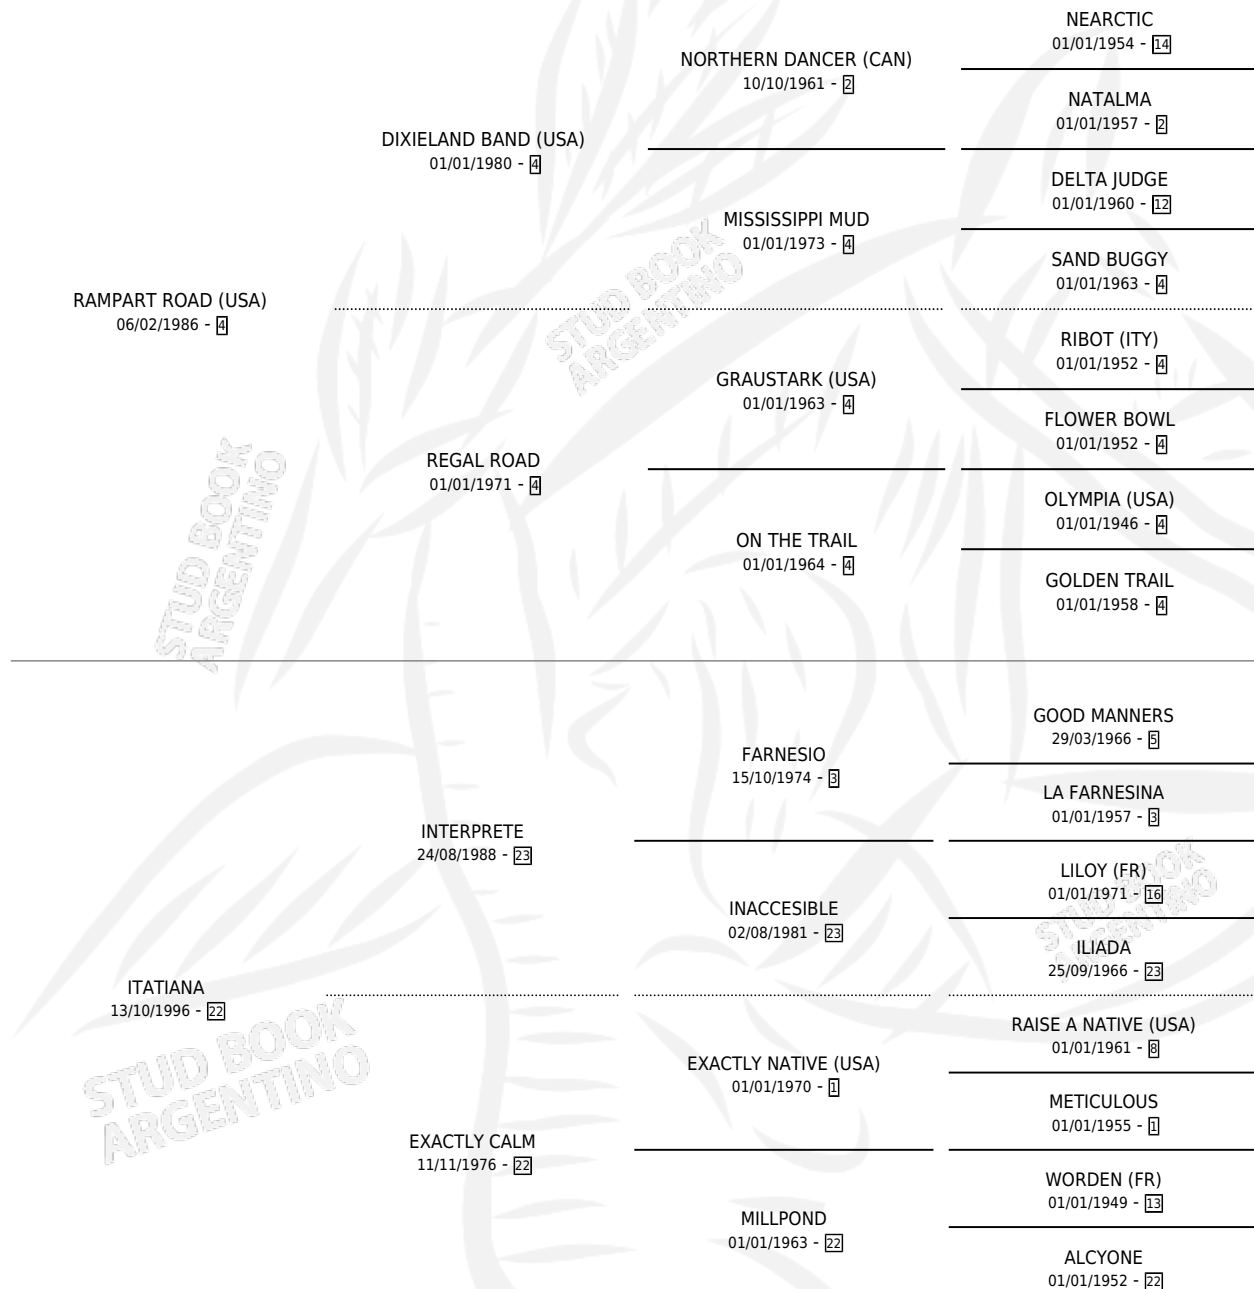 NEARCTIC
01/01/1954 - 14
NORTHERN DANCER (CAN)
10/10/1961 - 2
NATALMA
01/01/1957 - 2
DIXIELAND BAND (USA)
01/01/1980 - 4
DELTA JUDGE
01/01/1960 - 12
MISSISSIPPI MUD
01/01/1973 - 4
SAND BUGGY
01/01/1963 - 4
RAMPART ROAD (USA)
06/02/1986 - 4
RIBOT (ITY)
01/01/1952 - 4
GRAUSTARK (USA)
01/01/1963 - 4
FLOWER BOWL
01/01/1952 - 4
REGAL ROAD
01/01/1971 - 4
OLYMPIA (USA)
01/01/1946 - 4
ON THE TRAIL
01/01/1964 - 4
GOLDEN TRAIL
01/01/1958 - 4
GOOD MANNERS
29/03/1966 - 5
FARNESIO
15/10/1974 - 3
LA FARNESINA
01/01/1957 - 3
INTERPRETE
24/08/1988 - 23
LILOY (FR)
01/01/1971 - 16
INACCESIBLE
02/08/1981 - 23
ILIADA
25/09/1966 - 23
ITATIANA
13/10/1996 - 22
RAISE A NATIVE (USA)
01/01/1961 - 8
EXACTLY NATIVE (USA)
01/01/1970 - 1
METICULOUS
01/01/1955 - 1
EXACTLY CALM
11/11/1976 - 22
WORDEN (FR)
01/01/1949 - 13
MILLPOND
01/01/1963 - 22
ALCYONE
01/01/1952 - 22
STUD BOOK
ARGENTINO
STUD BOOK
ARGENTINO
STUD BOOK
ARGENTINO
STUD BOOK
ARGENTINO